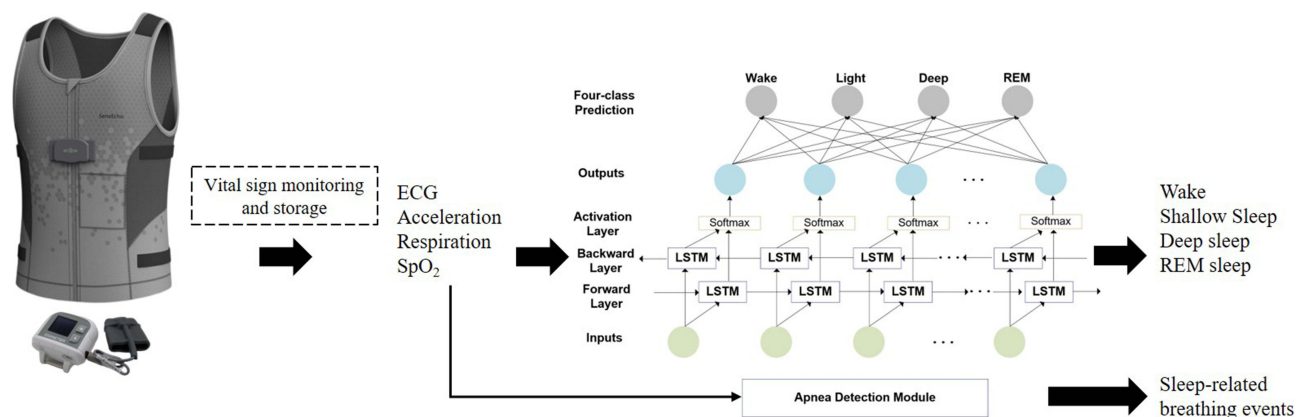 SensEcho
Vital sign monitoring
and storage
ECG
Acceleration
Respiration
SpO₂
Four-class
Prediction
Wake Light Deep REM
Outputs
...
Activation
Layer
Softmax Softmax Softmax ... Softmax
Backward
Layer
LSTM LSTM LSTM ... LSTM
Forward
Layer
LSTM LSTM LSTM ... LSTM
Inputs
...
Apnea Detection Module
Wake
Shallow Sleep
Deep sleep
REM sleep
Sleep-related
breathing events